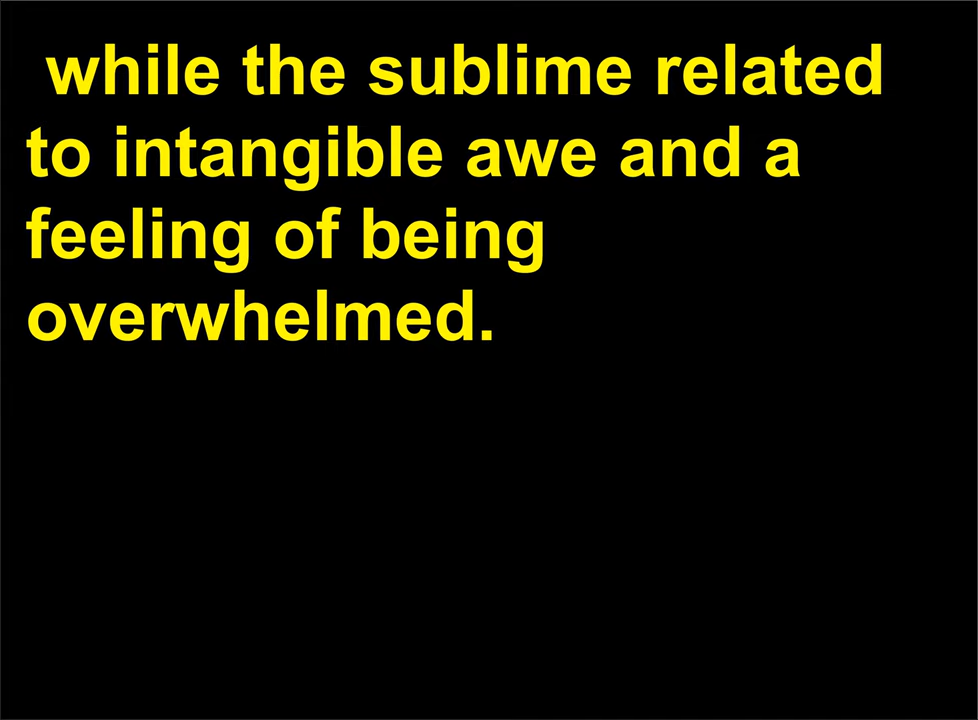 while the sublime related
to intangible awe and a
feeling of being
overwhelmed.